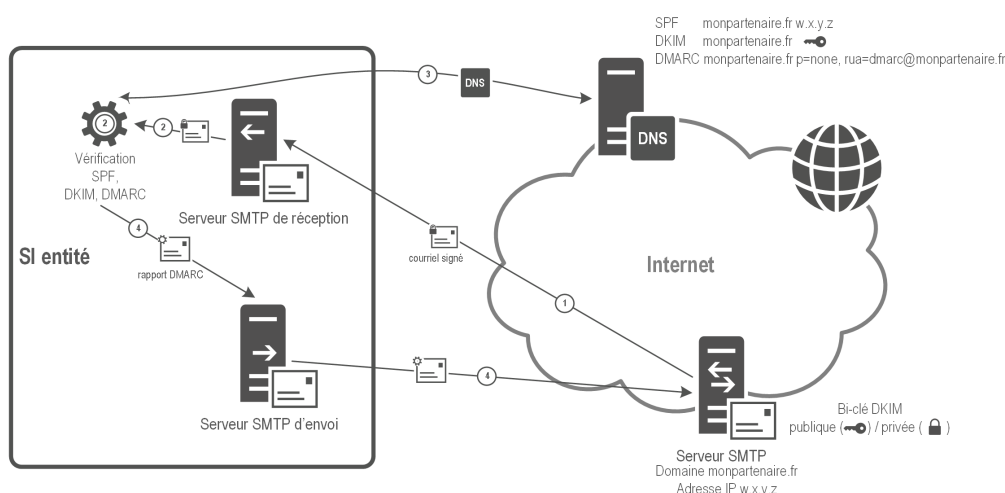 SPF monpartenaire.fr w.x.y.z
DKIM monpartenaire.fr
DMARC monpartenaire.fr p=none, rua=dmarc@monpartenaire.fr
3
DNS
DNS
2
2
Vérification
SPF,
DKIM, DMARC
Serveur SMTP de réception
4
rapport DMARC
SI entité
courriel signé
Internet
1
4
Serveur SMTP d'envoi
Bi-clé DKIM
publique ( ) / privée ( )
Serveur SMTP
Domaine monpartenaire.fr
Adresse IP w.x.y.z